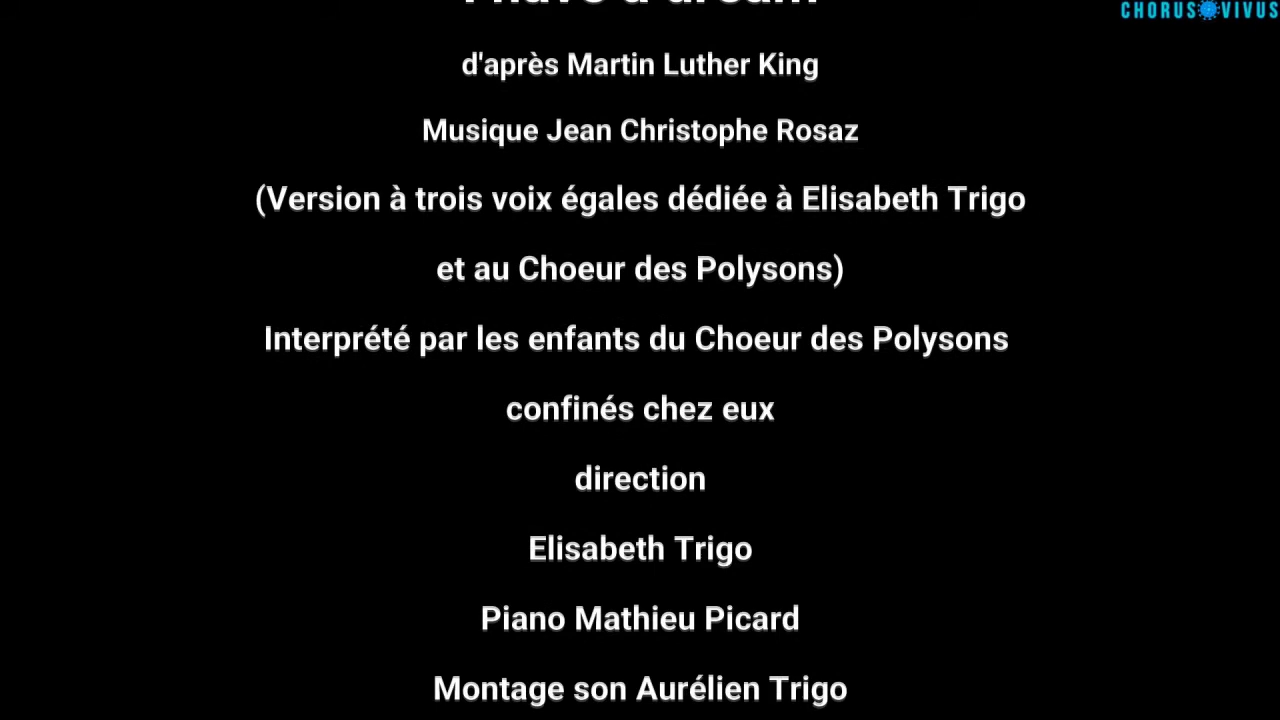 I have a dream
CHORUS VIVUS
d'après Martin Luther King
Musique Jean Christophe Rosaz
(Version à trois voix égales dédiée à Elisabeth Trigo
et au Choeur des Polysons)
Interprété par les enfants du Choeur des Polysons
confinés chez eux
direction
Elisabeth Trigo
Piano Mathieu Picard
Montage son Aurélien Trigo